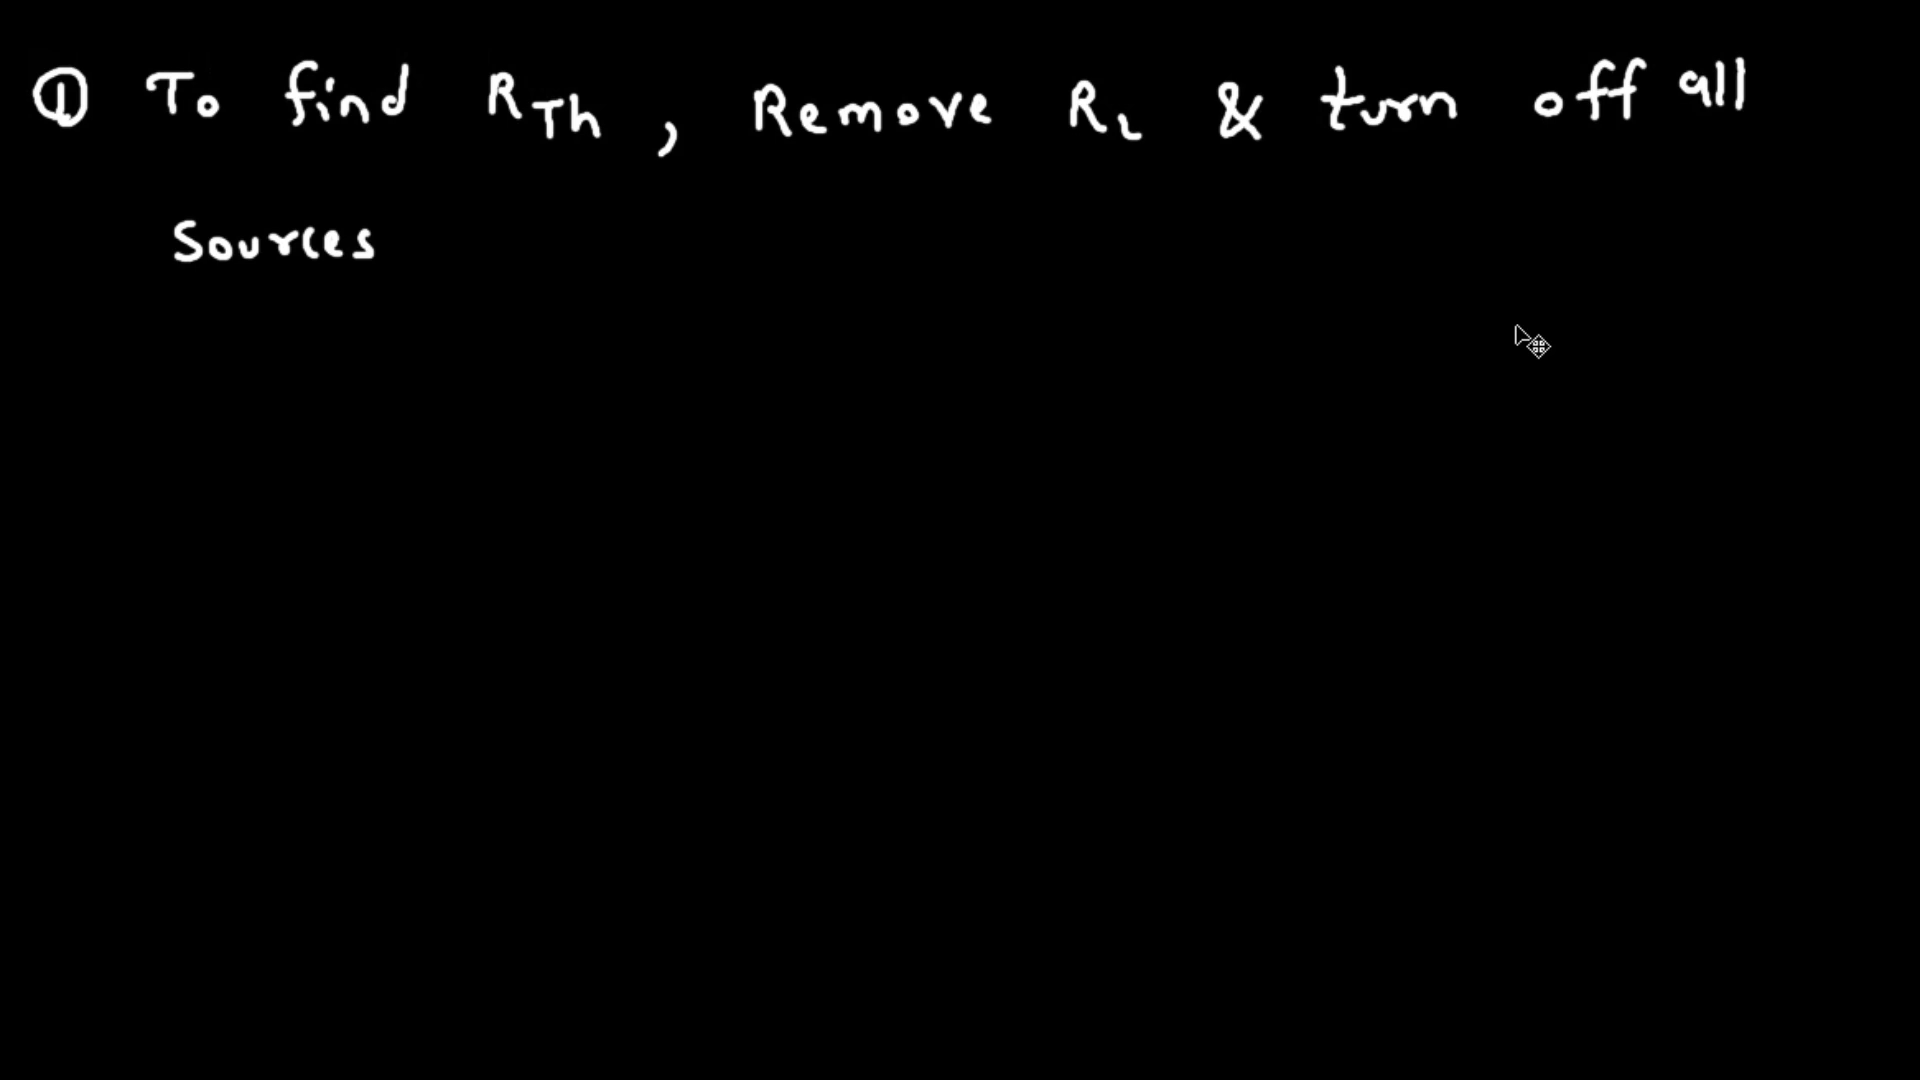 ① To find R_Th, Remove R_L & turn off all
Sources